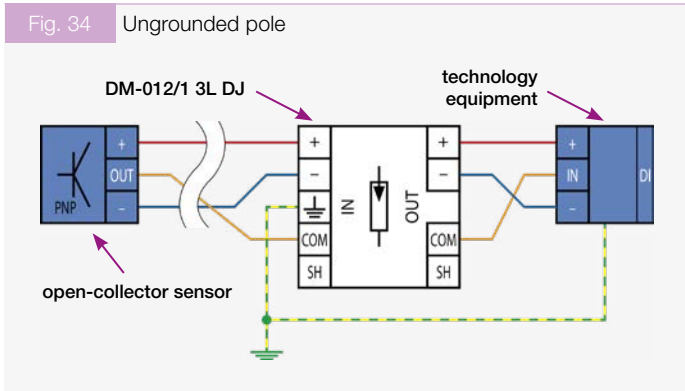 Fig. 34 Ungrounded pole
technology
DM-012/1 3L DJ
equipment
+
OUT
PNP
−
+
−
COM
SH
IN
OUT
+
−
COM
SH
+
IN
−
DI
open-collector sensor